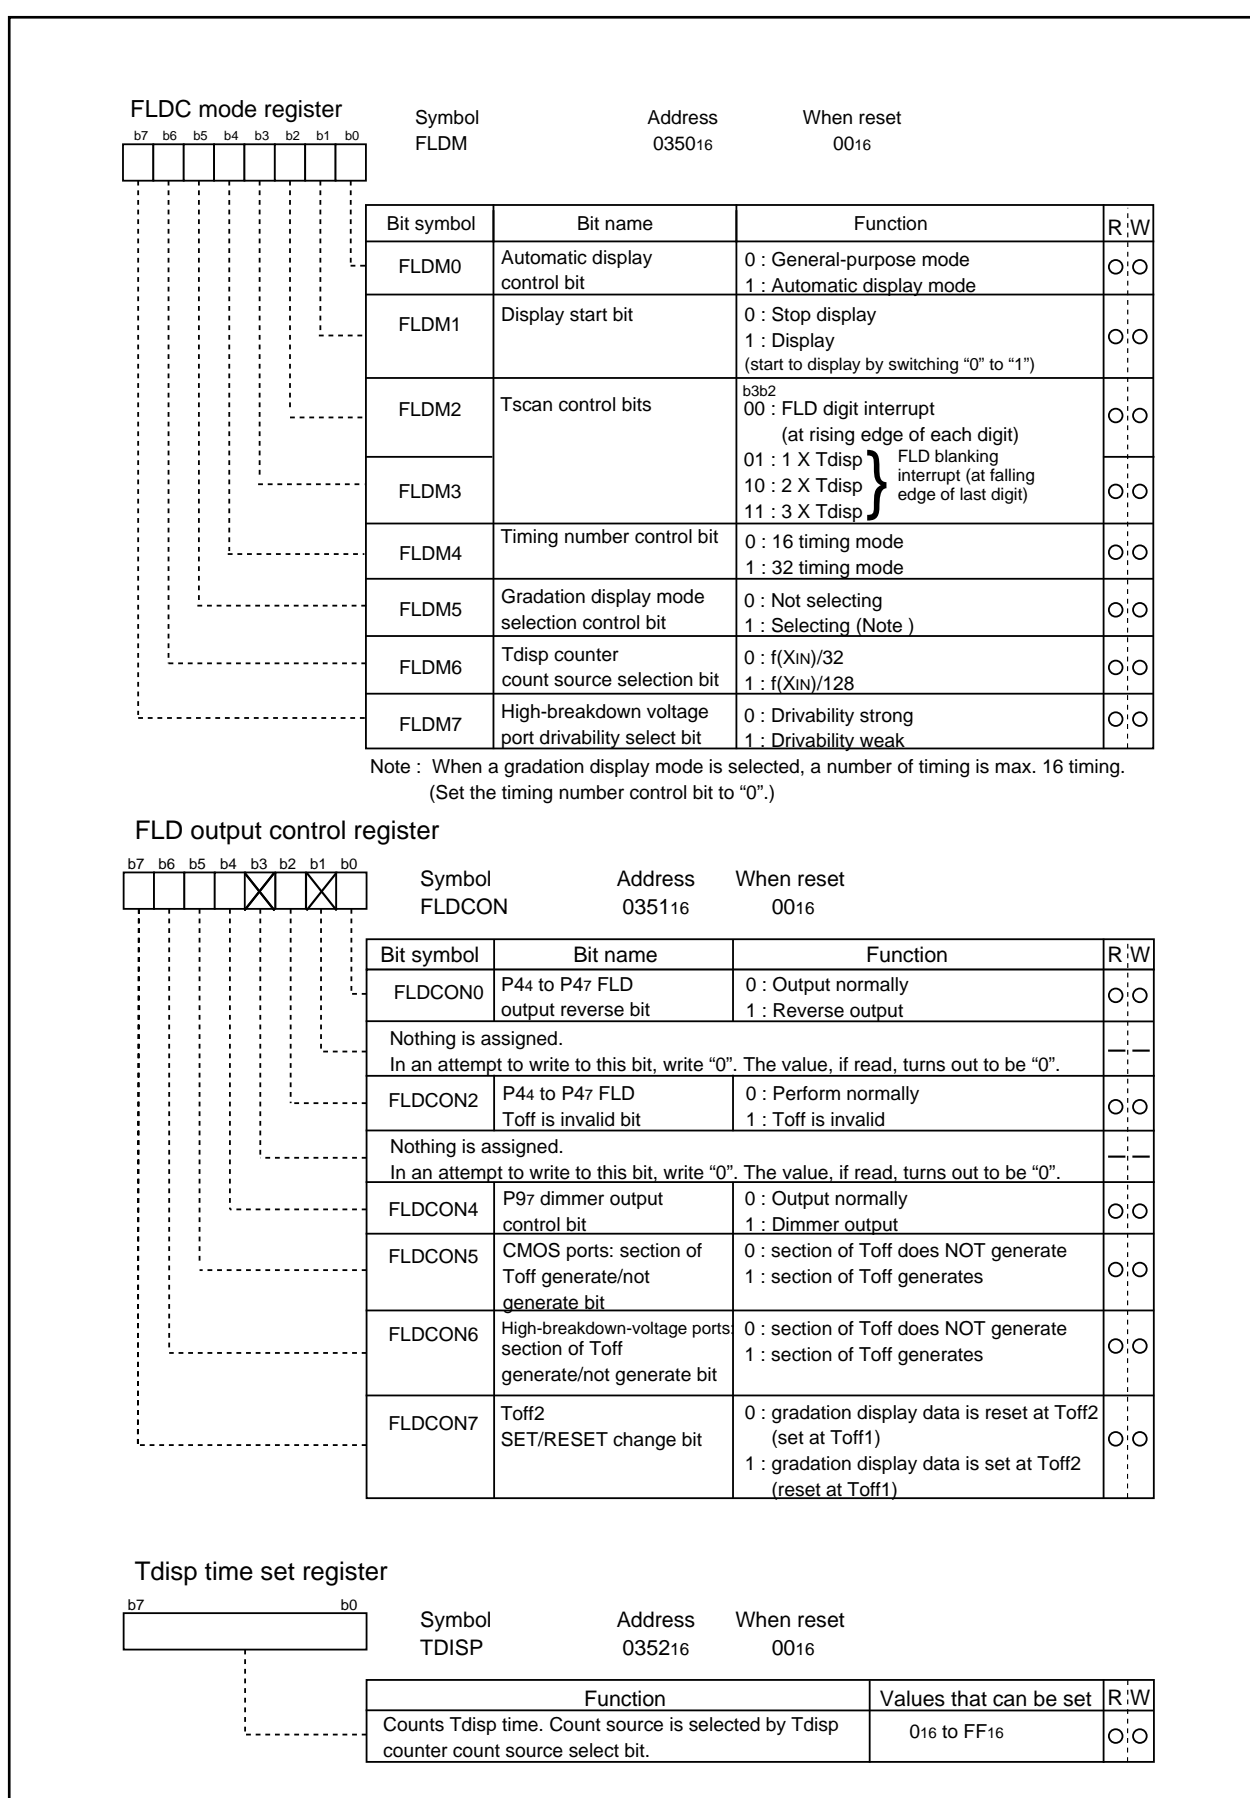 FLDC mode register
b7 b6 b5 b4 b3 b2 b1 b0
Symbol Address When reset
FLDM 035016 0016
Bit symbol Bit name Function R W
FLDM0 Automatic display control bit 0 : General-purpose mode
1 : Automatic display mode
FLDM1 Display start bit 0 : Stop display
1 : Display
(start to display by switching “0” to “1”)
FLDM2 Tscan control bits b3b2
00 : FLD digit interrupt
(at rising edge of each digit)
FLDM3 01 : 1 X Tdisp
10 : 2 X Tdisp
11 : 3 X Tdisp
} FLD blanking
interrupt (at falling
edge of last digit)
FLDM4 Timing number control bit 0 : 16 timing mode
1 : 32 timing mode
FLDM5 Gradation display mode
selection control bit
0 : Not selecting
1 : Selecting (Note )
FLDM6 Tdisp counter
count source selection bit
0 : f(XIN)/32
1 : f(XIN)/128
FLDM7 High-breakdown voltage
port drivability select bit
0 : Drivability strong
1 : Drivability weak
Note : When a gradation display mode is selected, a number of timing is max. 16 timing.
(Set the timing number control bit to “0”.)
FLD output control register
b7 b6 b5 b4 b3 b2 b1 b0
Symbol Address When reset
FLDCON 035116 0016
Bit symbol Bit name Function R W
FLDCON0 P44 to P47 FLD
output reverse bit
0 : Output normally
1 : Reverse output
Nothing is assigned.
In an attempt to write to this bit, write “0”. The value, if read, turns out to be “0”.
FLDCON2 P44 to P47 FLD
Toff is invalid bit
0 : Perform normally
1 : Toff is invalid
Nothing is assigned.
In an attempt to write to this bit, write “0”. The value, if read, turns out to be “0”.
FLDCON4 P97 dimmer output
control bit
0 : Output normally
1 : Dimmer output
FLDCON5 CMOS ports: section of
Toff generate/not
generate bit
0 : section of Toff does NOT generate
1 : section of Toff generates
FLDCON6 High-breakdown-voltage ports:
section of Toff
generate/not generate bit
0 : section of Toff does NOT generate
1 : section of Toff generates
FLDCON7 Toff2
SET/RESET change bit
0 : gradation display data is reset at Toff2
(set at Toff1)
1 : gradation display data is set at Toff2
(reset at Toff1)
Tdisp time set register
b7 b0
Symbol Address When reset
TDISP 035216 0016
Function Values that can be set R W
Counts Tdisp time. Count source is selected by Tdisp
counter count source select bit.
016 to FF16